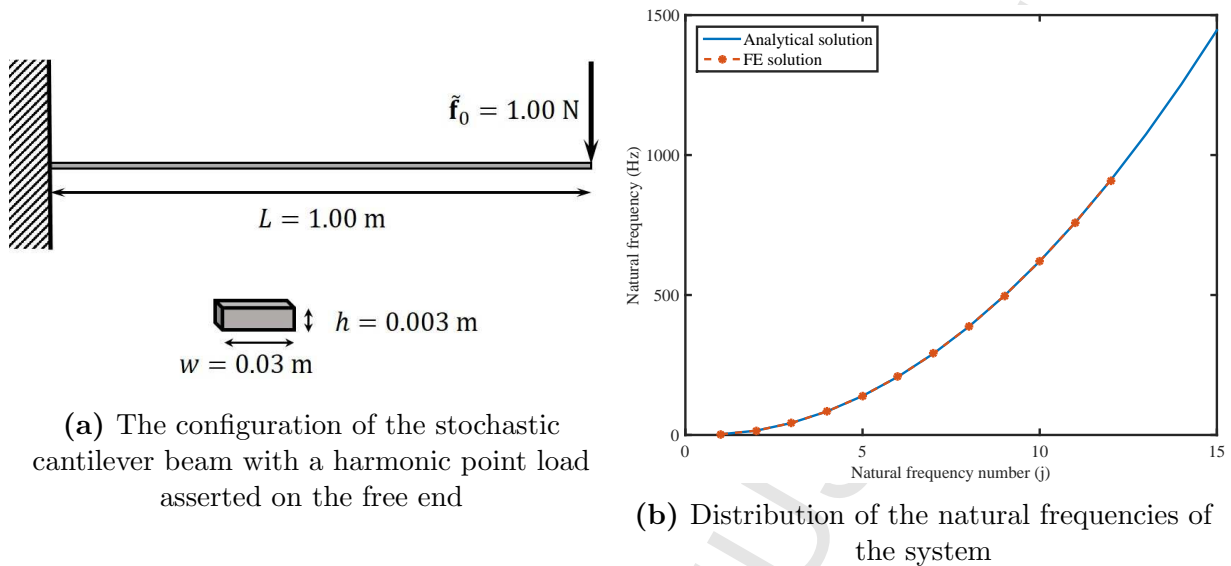 f̃₀ = 1.00 N
L = 1.00 m
h = 0.003 m
w = 0.03 m
(a) The configuration of the stochastic
cantilever beam with a harmonic point load
asserted on the free end
1500
1000
500
0
Natural frequency (Hz)
Analytical solution
FE solution
0
5
10
15
Natural frequency number (j)
(b) Distribution of the natural frequencies of
the system